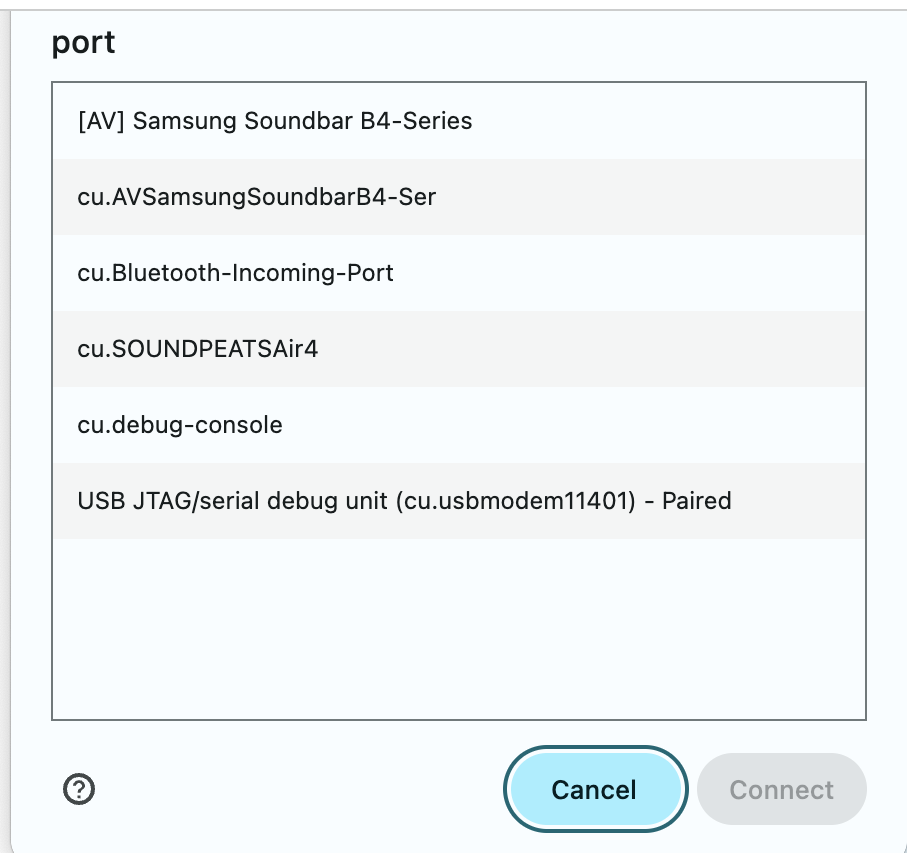 port
[AV] Samsung Soundbar B4-Series
cu.AVSamsungSoundbarB4-Ser
cu.Bluetooth-Incoming-Port
cu.SOUNDPEATSAir4
cu.debug-console
USB JTAG/serial debug unit (cu.usbmodem11401) - Paired
?
Cancel
Connect